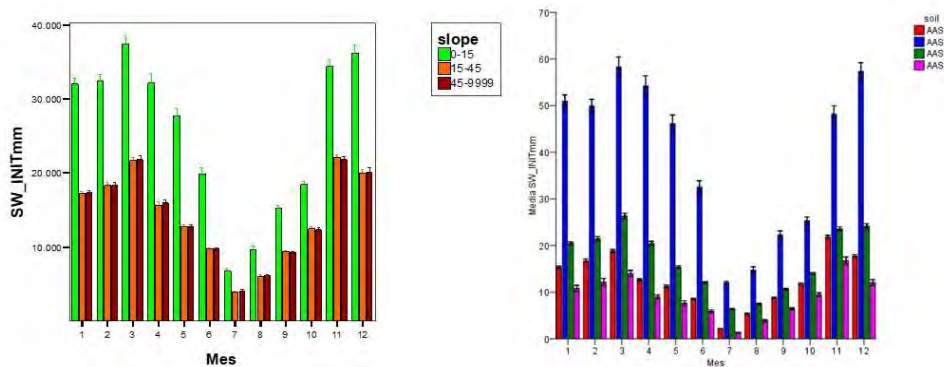 40.000
30.000
20.000
10.000
SW_INITmm
1 2 3 4 5 6 7 8 9 10 11 12
Mes
slope
0-15
15-45
45-9999
70
60
50
40
30
20
10
0
Media SW_INITmm
1 2 3 4 5 6 7 8 9 10 11 12
Mes
soil
AAS
AAS
AAS
AAS